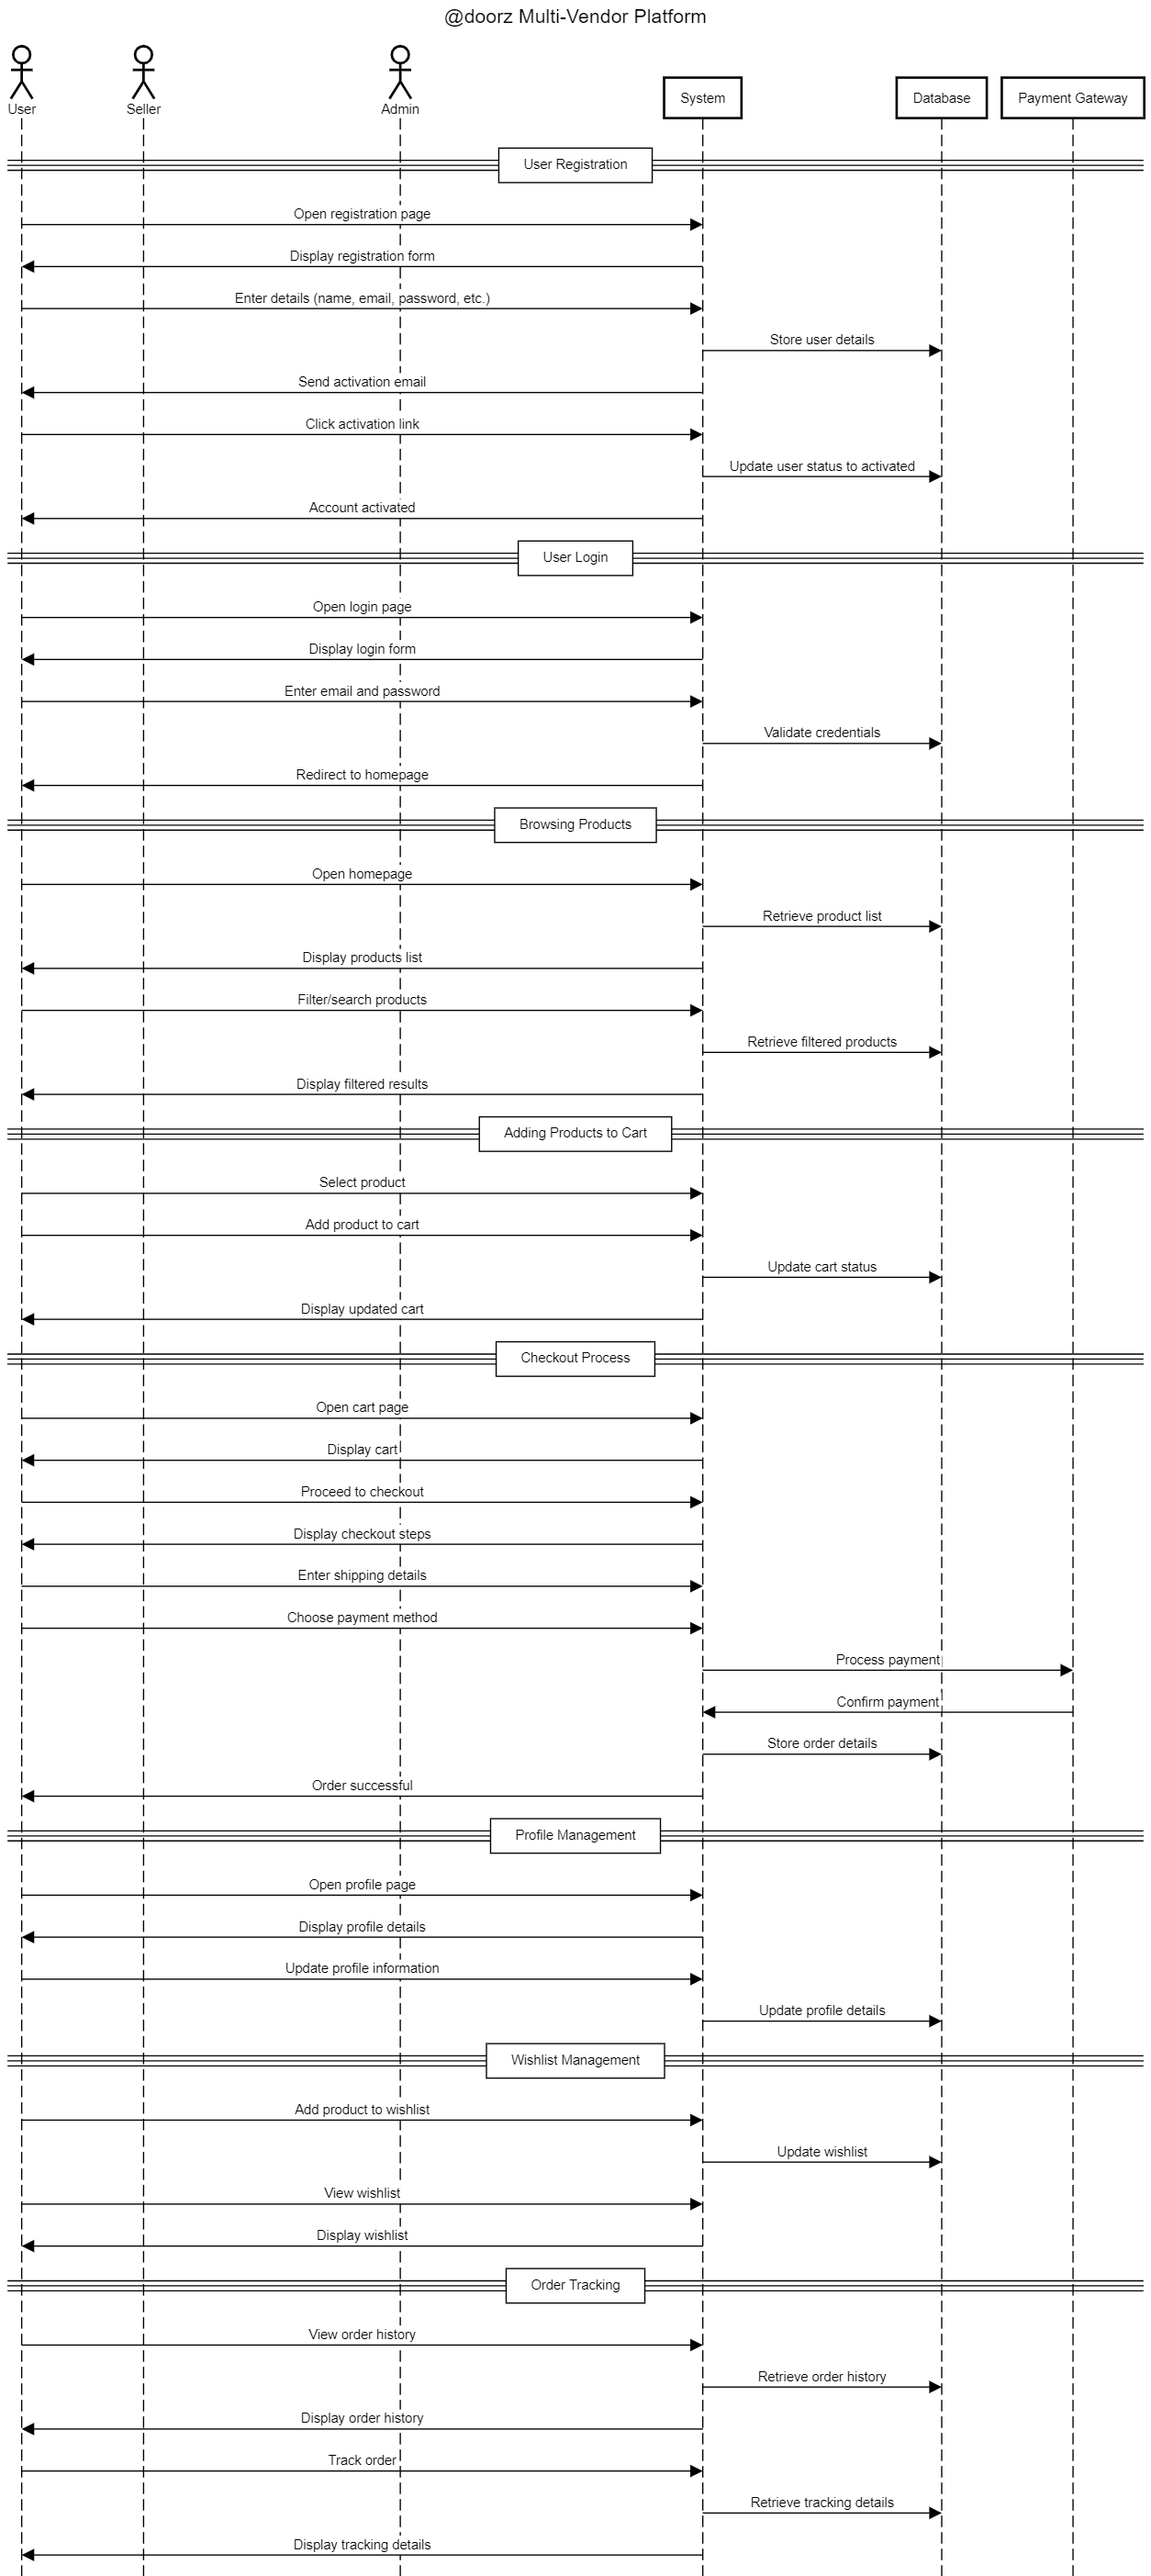 @doorz Multi-Vendor Platform
User
Seller
Admin
System
Database
Payment Gateway
User Registration
Open registration page
Display registration form
Enter details (name, email, password, etc.)
Store user details
Send activation email
Click activation link
Update user status to activated
Account activated
User Login
Open login page
Display login form
Enter email and password
Validate credentials
Redirect to homepage
Browsing Products
Open homepage
Retrieve product list
Display products list
Filter/search products
Retrieve filtered products
Display filtered results
Adding Products to Cart
Select product
Add product to cart
Update cart status
Display updated cart
Checkout Process
Open cart page
Display cart
Proceed to checkout
Display checkout steps
Enter shipping details
Choose payment method
Process payment
Confirm payment
Store order details
Order successful
Profile Management
Open profile page
Display profile details
Update profile information
Update profile details
Wishlist Management
Add product to wishlist
Update wishlist
View wishlist
Display wishlist
Order Tracking
View order history
Retrieve order history
Display order history
Track order
Retrieve tracking details
Display tracking details